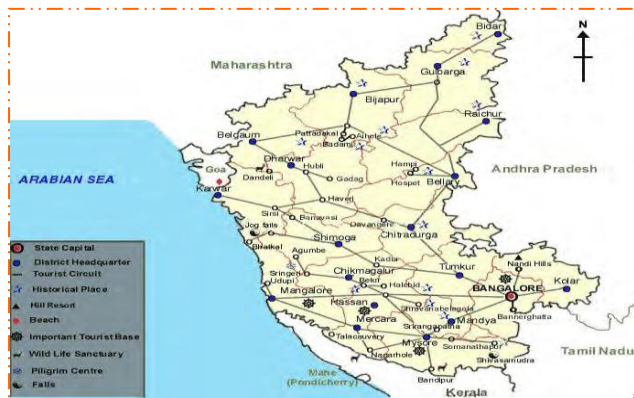 Bidar
N
Maharashtra
Gulbarga
Bijapur
Raichur
Pattadakal
Aihole
Badami
Belgaum
Dharwar
Hubli
Goa
Dandeli
Gadag
Hampi
Hospet
Bellary
Andhra Pradesh
ARABIAN SEA
Karwar
Haveri
Sirsi
Banavasi
Davangere
Jog falls
Shimoga
Chitradurga
Bhatkal
Agumbe
Kadur
Nand Hills
Sringeri
Chikmagalur
Tumkur
Udupi
Belur
Halebid
BANGALORE
Kolar
Mangalore
Hassan
Shravanabelagola
Bannerghatta
Mercara
Mandya
Srirangapatna
Talacauvary
Mysore
Somanathapur
Tamil Nadu
Nagarhole
Shivasamudra
Mahe
(Pondicherry)
Bandipur
Kerala
State Capital
District Headquarter
Tourist Circuit
Historical Place
Hill Resort
Beach
Important Tourist Base
Wild Life Sanctuary
Piligrim Centre
Falls